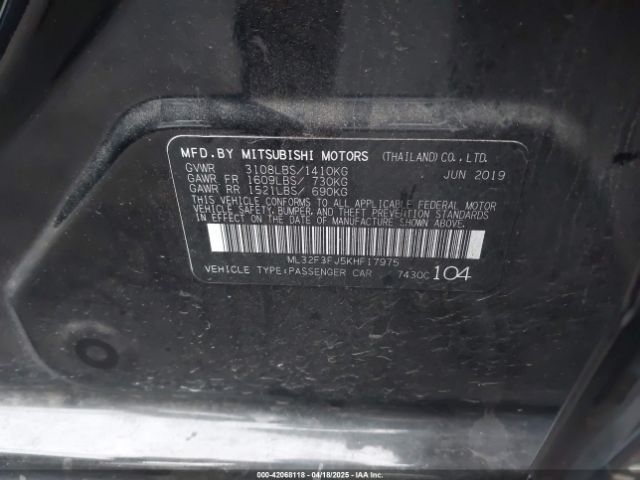 MFD.BY MITSUBISHI MOTORS (THAILAND) CO.,LTD.
GVWR 3108LBS/1410KG JUN 2019
GAWR FR 1609LBS/ 730KG
GAWR RR 1521LBS/ 690KG
THIS VEHICLE CONFORMS TO ALL APPLICABLE FEDERAL MOTOR
VEHICLE SAFETY, BUMPER, AND THEFT PREVENTION STANDARDS
IN EFFECT ON THE DATE OF MANUFACTURE SHOWN ABOVE.
ML32F3FJ5KHF17975
VEHICLE TYPE:PASSENGER CAR 7430C 104
000-42068118 - 04/18/2025 - IAAI.com